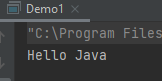 Demo1 ×
"C:\Program Files
Hello Java